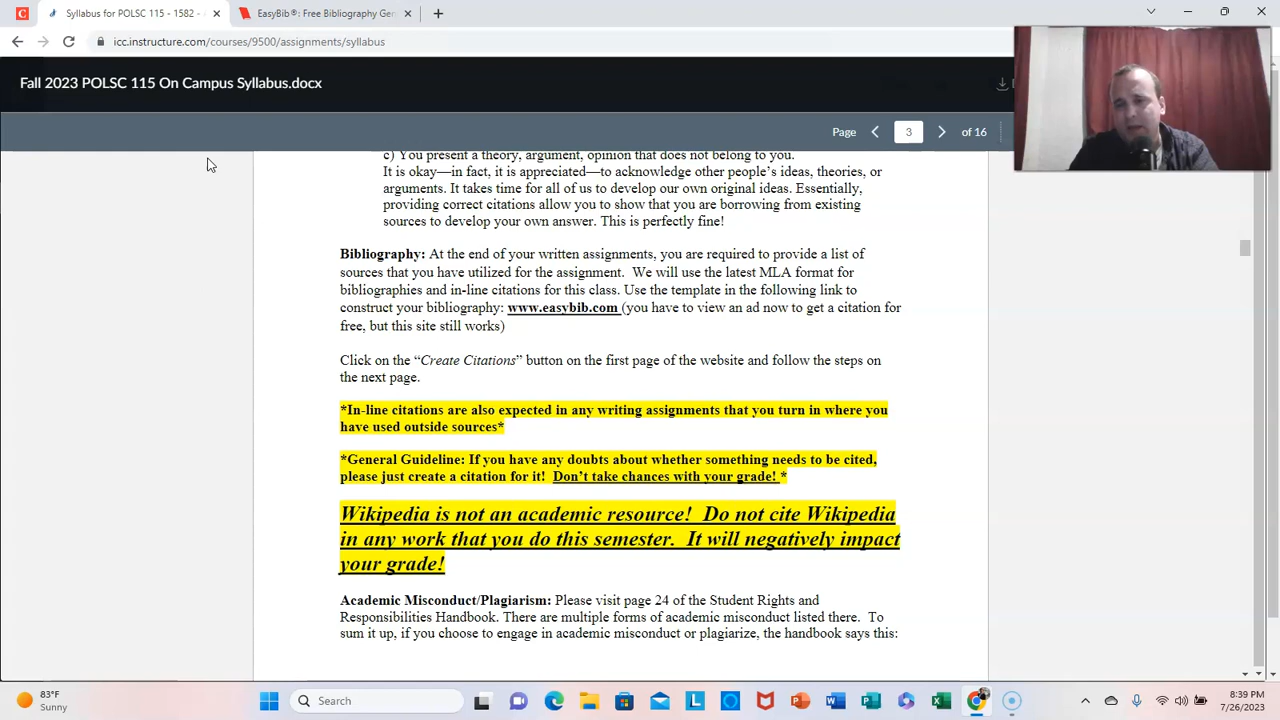 Syllabus for POLSC 115 - 1582 -
EasyBib®: Free Bibliography Gen
icc.instructure.com/courses/9500/assignments/syllabus
Fall 2023 POLSC 115 On Campus Syllabus.docx
Page 3 of 16
c) You present a theory, argument, opinion that does not belong to you.
It is okay—in fact, it is appreciated—to acknowledge other people's ideas, theories, or
arguments. It takes time for all of us to develop our own original ideas. Essentially,
providing correct citations allow you to show that you are borrowing from existing
sources to develop your own answer. This is perfectly fine!
Bibliography: At the end of your written assignments, you are required to provide a list of
sources that you have utilized for the assignment. We will use the latest MLA format for
bibliographies and in-line citations for this class. Use the template in the following link to
construct your bibliography: www.easybib.com (you have to view an ad now to get a citation for
free, but this site still works)
Click on the “Create Citations” button on the first page of the website and follow the steps on
the next page.
*In-line citations are also expected in any writing assignments that you turn in where you
have used outside sources*
*General Guideline: If you have any doubts about whether something needs to be cited,
please just create a citation for it! Don't take chances with your grade! *
Wikipedia is not an academic resource! Do not cite Wikipedia
in any work that you do this semester. It will negatively impact
your grade!
Academic Misconduct/Plagiarism: Please visit page 24 of the Student Rights and
Responsibilities Handbook. There are multiple forms of academic misconduct listed there. To
sum it up, if you choose to engage in academic misconduct or plagiarize, the handbook says this:
83°F
Sunny
Search
8:39 PM
7/26/2023